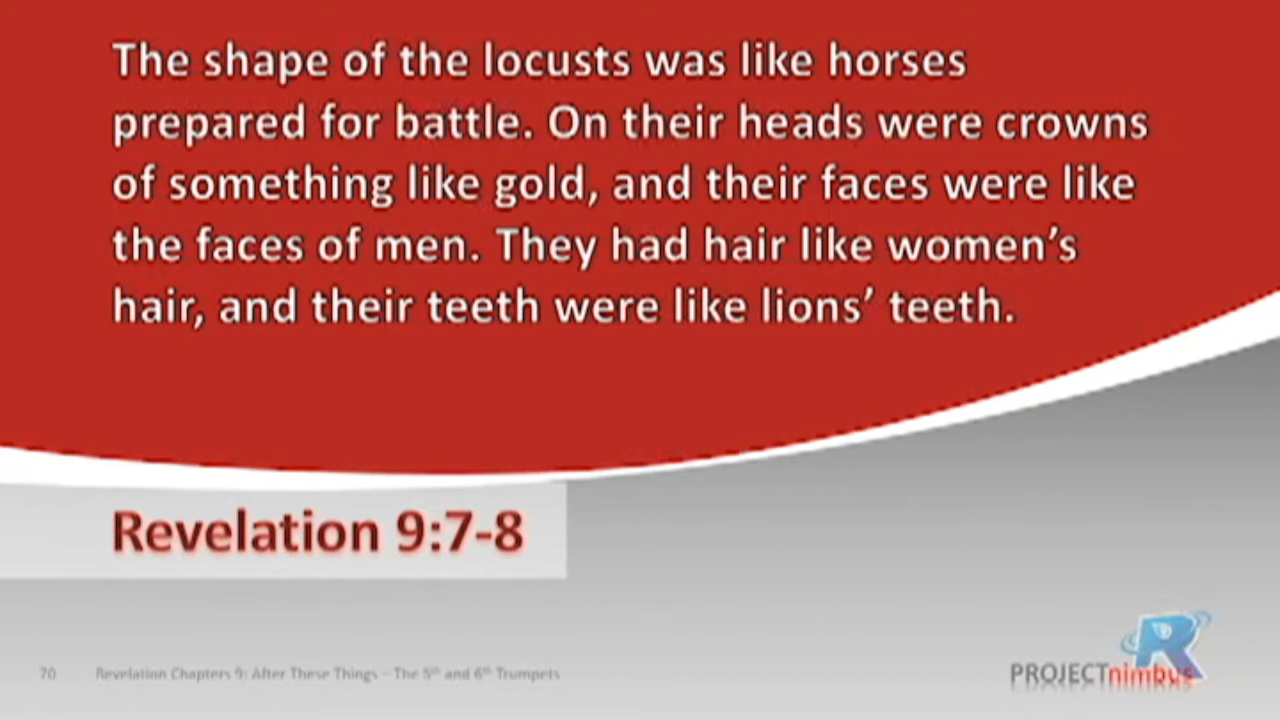 The shape of the locusts was like horses
prepared for battle. On their heads were crowns
of something like gold, and their faces were like
the faces of men. They had hair like women’s
hair, and their teeth were like lions’ teeth.
Revelation 9:7-8
70 Revelation Chapters 9: After These Things – The 5th and 6th Trumpets
R
PROJECTnimbus